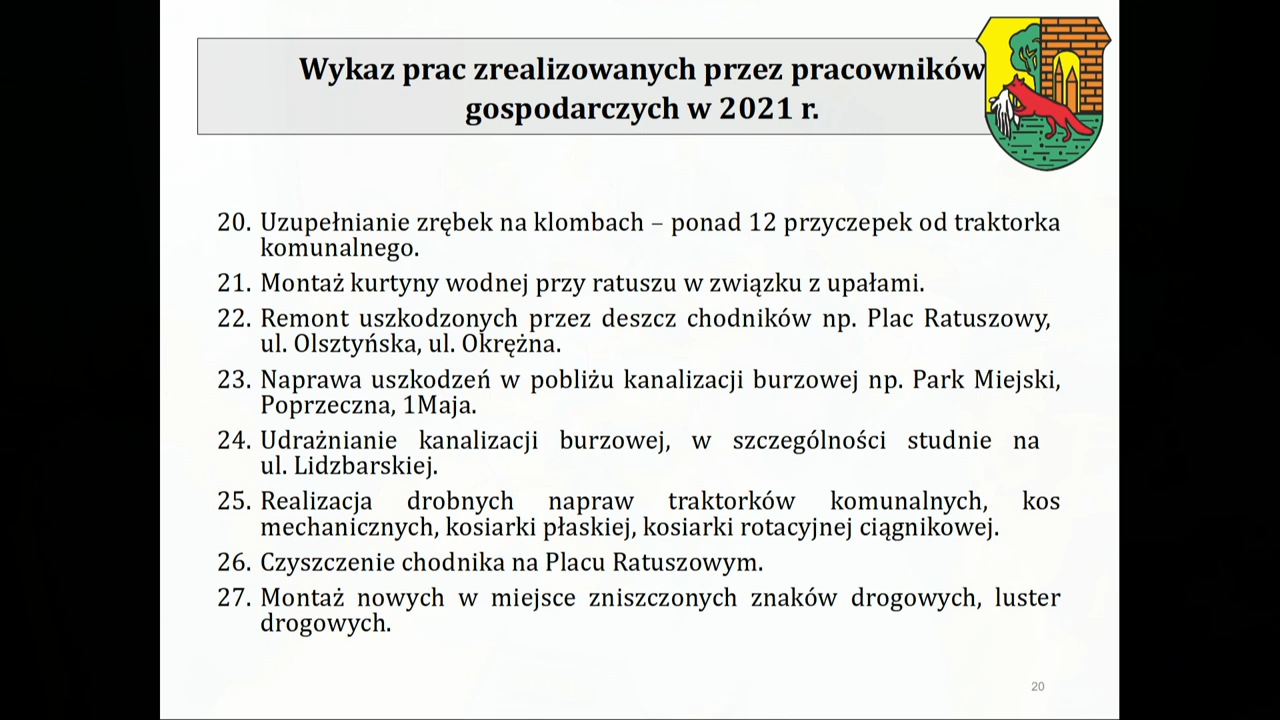 Wykaz prac zrealizowanych przez pracowników
gospodarczych w 2021 r.
20. Uzupełnianie zrębek na klombach – ponad 12 przyczepek od traktorka
komunalnego.
21. Montaż kurtyny wodnej przy ratuszu w związku z upałami.
22. Remont uszkodzonych przez deszcz chodników np. Plac Ratuszowy,
ul. Olsztyńska, ul. Okrężna.
23. Naprawa uszkodzeń w pobliżu kanalizacji burzowej np. Park Miejski,
Poprzeczna, 1Maja.
24. Udrażnianie kanalizacji burzowej, w szczególności studnie na
ul. Lidzbarskiej.
25. Realizacja drobnych napraw traktorków komunalnych, kos
mechanicznych, kosiarki płaskiej, kosiarki rotacyjnej ciągnikowej.
26. Czyszczenie chodnika na Placu Ratuszowym.
27. Montaż nowych w miejsce zniszczonych znaków drogowych, luster
drogowych.
20